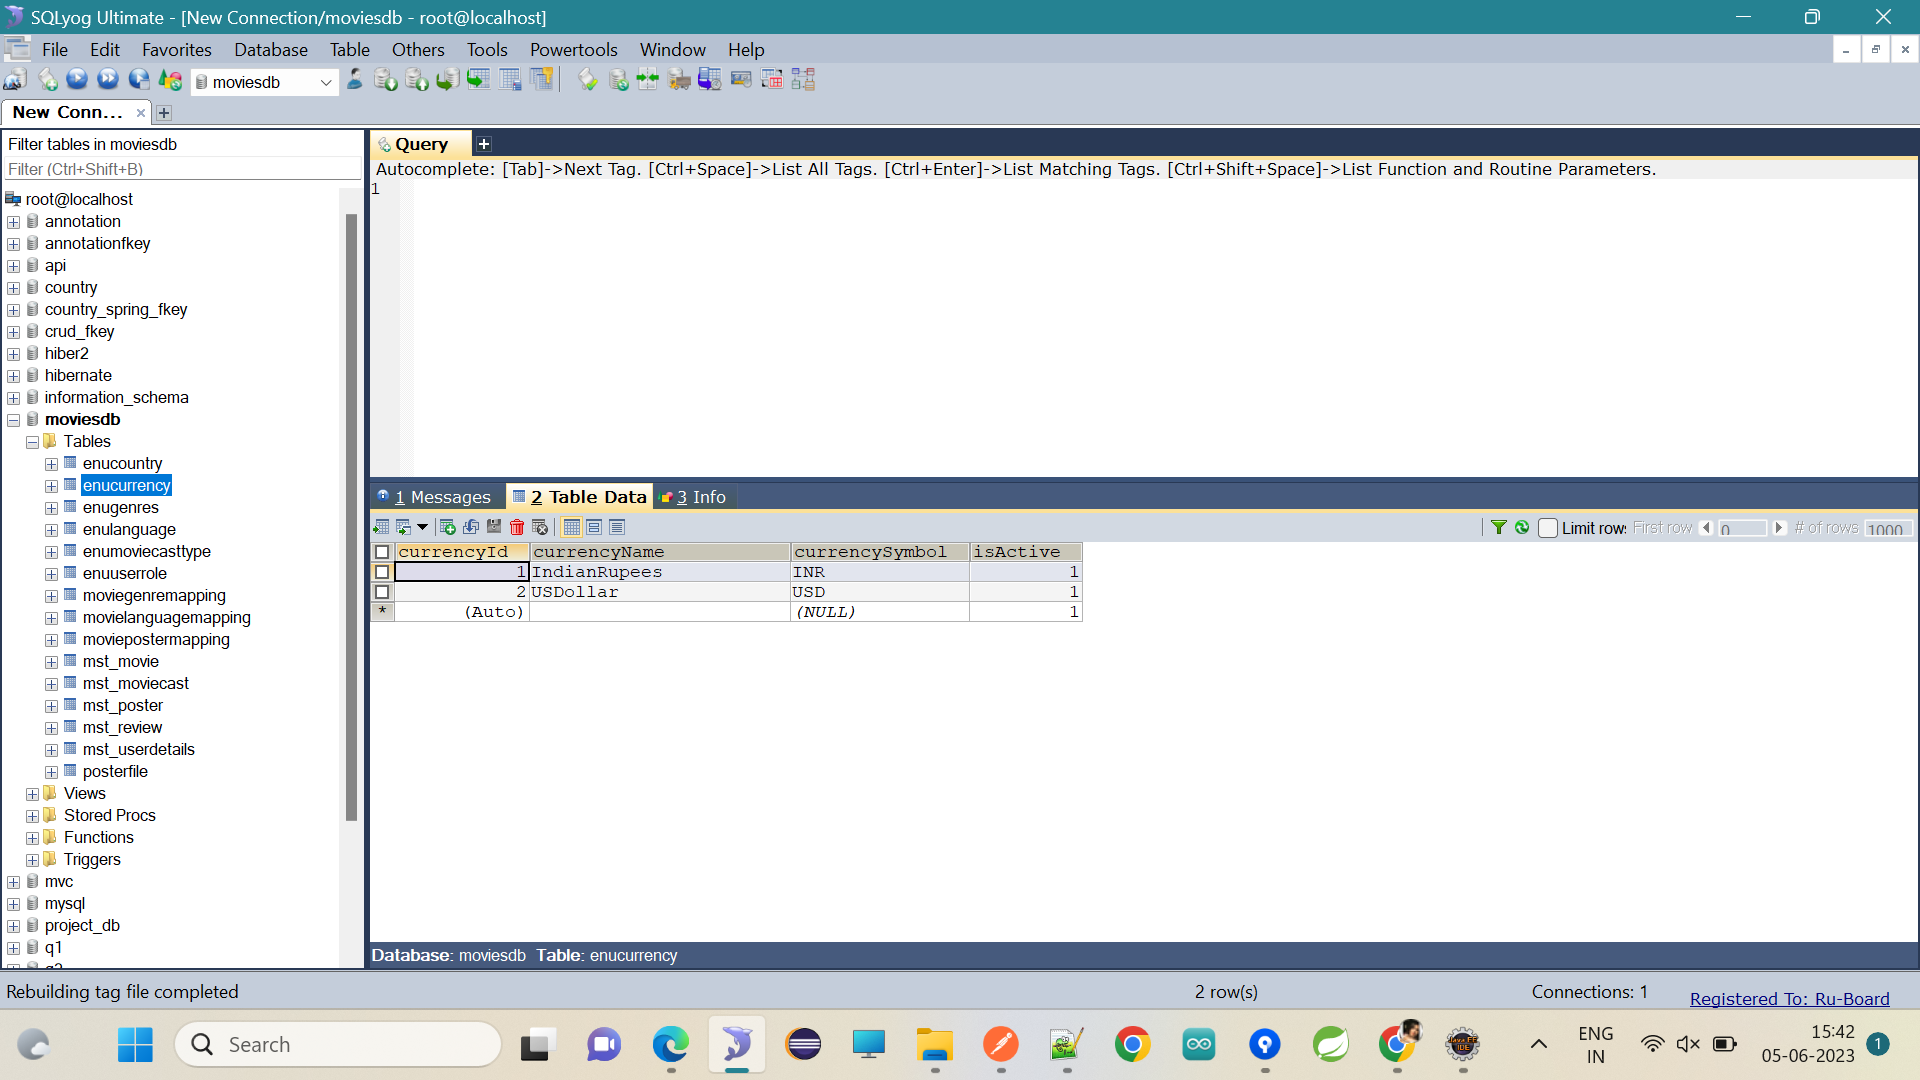 SQLyog Ultimate - [New Connection/moviesdb - root@localhost]
File Edit Favorites Database Table Others Tools Powertools Window Help
moviesdb
New Conn...
Filter tables in moviesdb
Filter (Ctrl+Shift+B)
root@localhost
annotation
annotationfkey
api
country
country_spring_fkey
crud_fkey
hiber2
hibernate
information_schema
moviesdb
Tables
enucountry
enucurrency
enugenres
enulanguage
enumoviecasttype
enuuserrole
moviegenremapping
movielanguagemapping
moviepostermapping
mst_movie
mst_moviecast
mst_poster
mst_review
mst_userdetails
posterfile
Views
Stored Procs
Functions
Triggers
mvc
mysql
project_db
q1
Query
Autocomplete: [Tab]->Next Tag. [Ctrl+Space]->List All Tags. [Ctrl+Enter]->List Matching Tags. [Ctrl+Shift+Space]->List Function and Routine Parameters.
1
1 Messages 2 Table Data 3 Info
Limit row: First row 0 # of rows 1000
currencyId currencyName currencySymbol isActive
1 IndianRupees INR 1
2 USDollar USD 1
* (Auto) (NULL) 1
Database: moviesdb Table: enucurrency
Rebuilding tag file completed 2 row(s) Connections: 1 Registered To: Ru-Board
Search
ENG
IN
15:42
05-06-2023
1